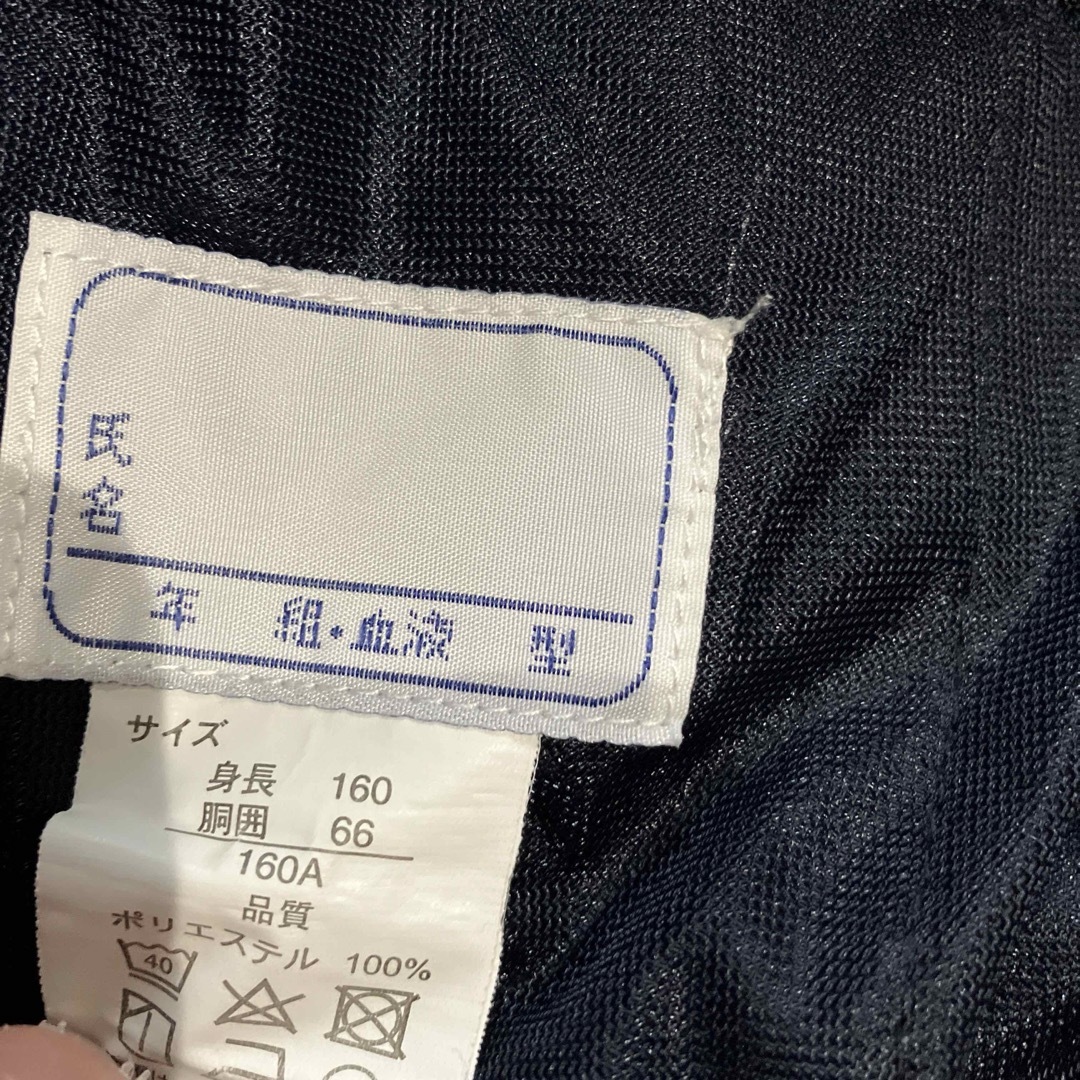 氏
名
年 組・血液 型
サイズ
身長 160
胴囲 66
160A
品質
ポリエステル 100%
40